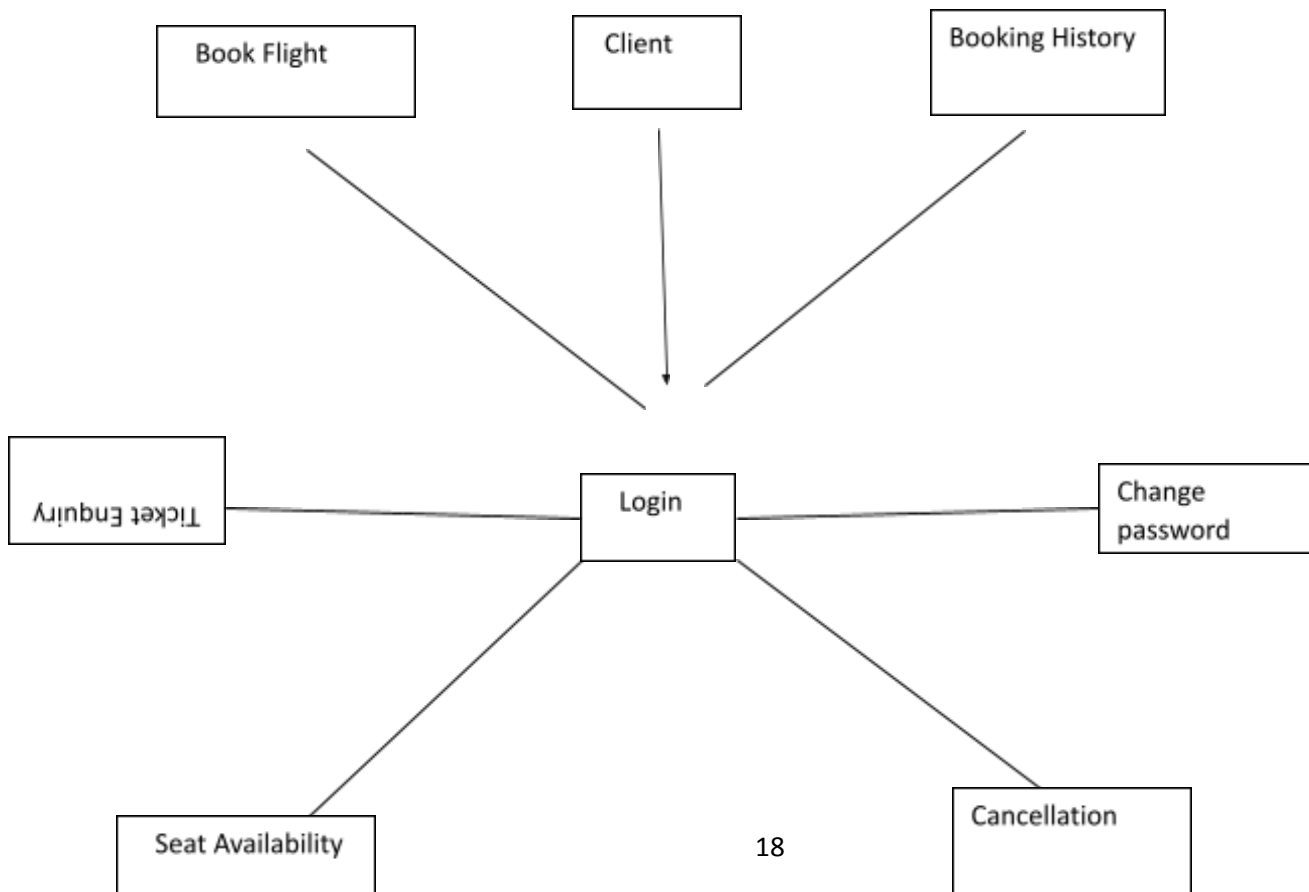 Book Flight
Client
Booking History
Ticket Enquiry
Login
Change
password
Seat Availability
18
Cancellation